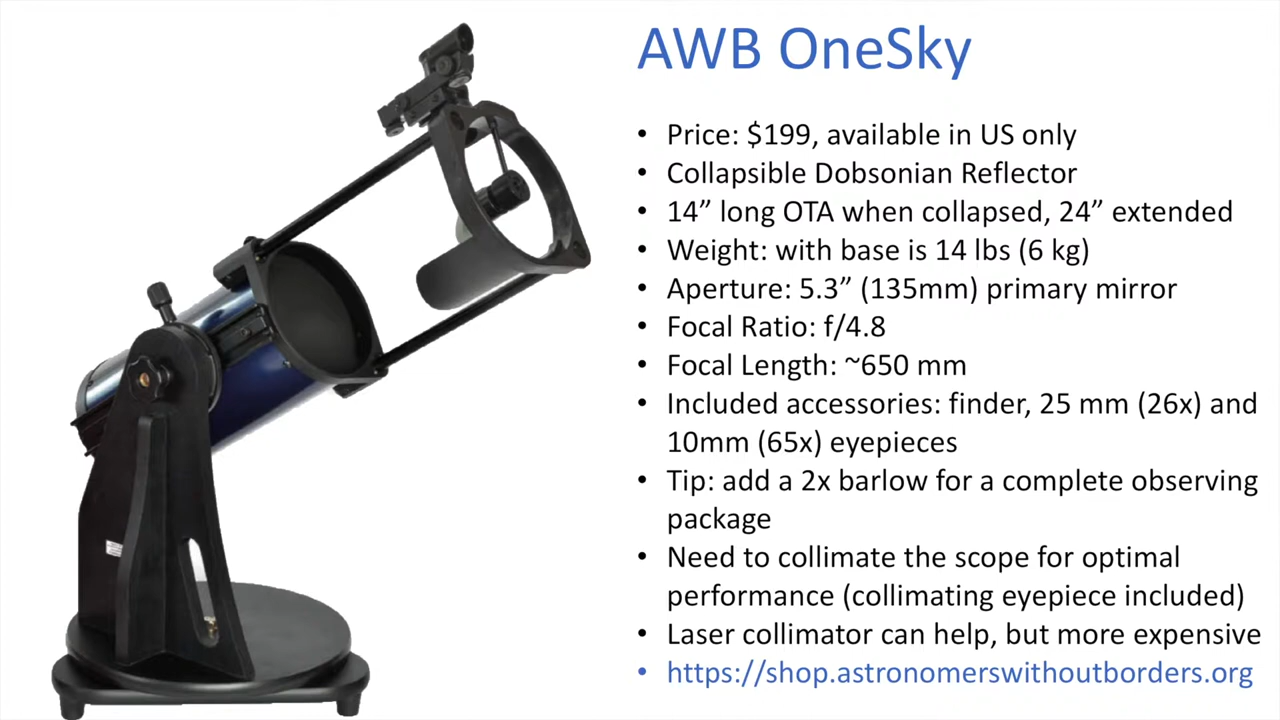 AWB OneSky
• Price: $199, available in US only
• Collapsible Dobsonian Reflector
• 14” long OTA when collapsed, 24” extended
• Weight: with base is 14 lbs (6 kg)
• Aperture: 5.3” (135mm) primary mirror
• Focal Ratio: f/4.8
• Focal Length: ~650 mm
• Included accessories: finder, 25 mm (26x) and
10mm (65x) eyepieces
• Tip: add a 2x barlow for a complete observing
package
• Need to collimate the scope for optimal
performance (collimating eyepiece included)
• Laser collimator can help, but more expensive
• https://shop.astronomerswithoutborders.org